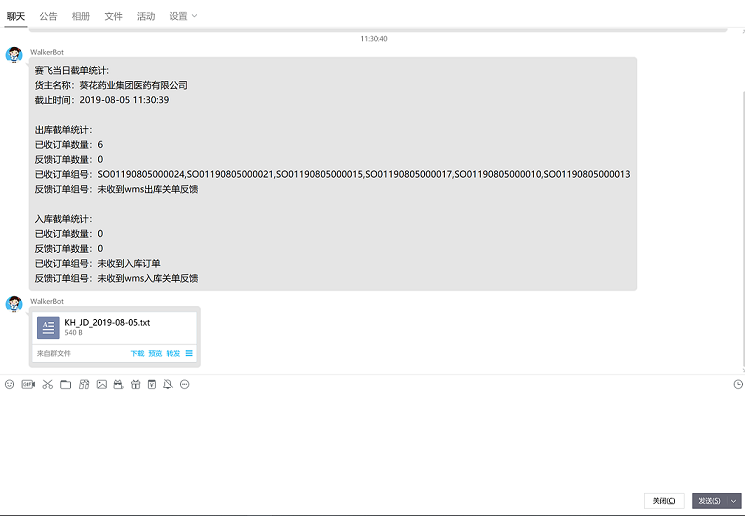 聊天 公告 相册 文件 活动 设置
11:30:40
WalkerBot
赛飞当日截单统计:
货主名称：葵花药业集团医药有限公司
截止时间：2019-08-05 11:30:39
出库截单统计：
已收订单数量：6
反馈订单数量：0
已收订单组号：SO01190805000024,SO01190805000021,SO01190805000015,SO01190805000017,SO01190805000010,SO01190805000013
反馈订单组号：未收到wms出库关单反馈
入库截单统计：
已收订单数量：0
反馈订单数量：0
已收订单组号：未收到入库订单
反馈订单组号：未收到wms入库关单反馈
WalkerBot
KH_JD_2019-08-05.txt
540 B
来自群文件 下载 预览 转发
GIF
关闭(C) 发送(S)